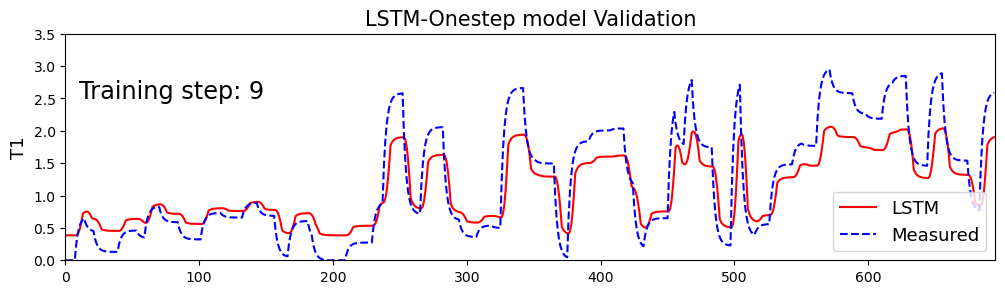 LSTM-Onestep model Validation
3.5
3.0
2.5
2.0
1.5
1.0
0.5
0.0
T1
Training step: 9
LSTM
Measured
0 100 200 300 400 500 600